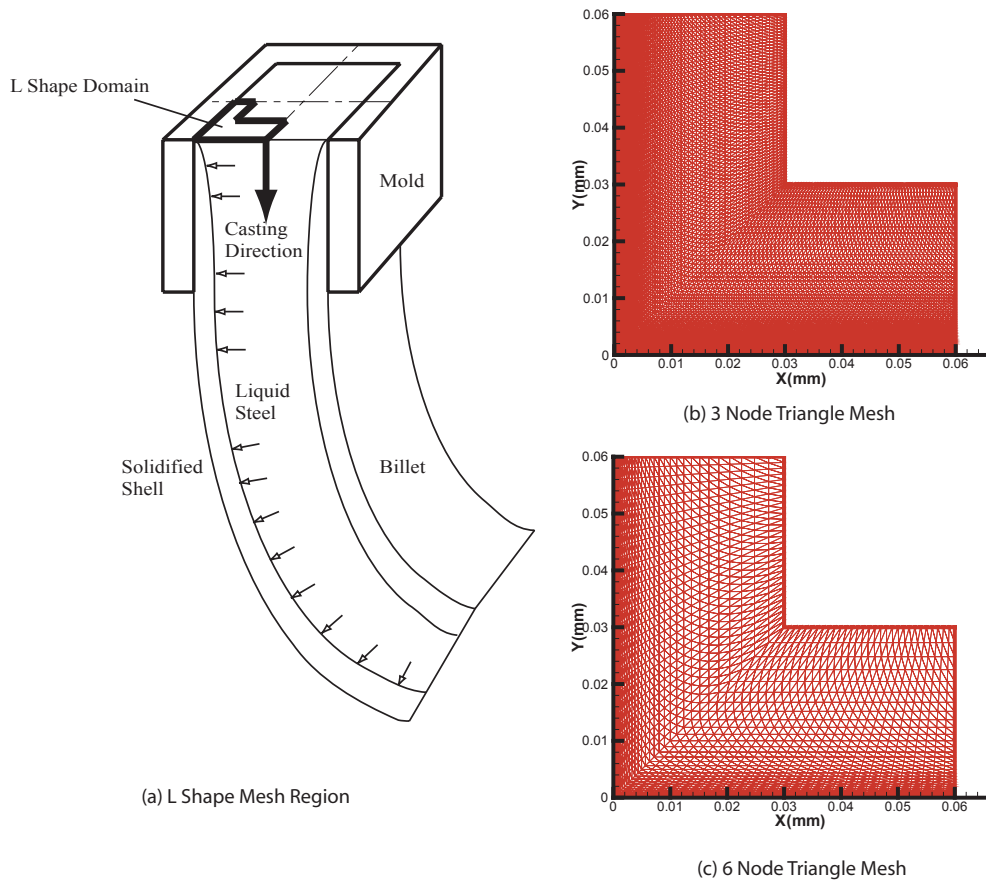 L Shape Domain
Mold
Casting
Direction
Liquid
Steel
Solidified
Shell
Billet
(a) L Shape Mesh Region
0.06
0.05
0.04
0.03
0.02
0.01
0
Y(mm)
0 0.01 0.02 0.03 0.04 0.05 0.06
X(mm)
(b) 3 Node Triangle Mesh
0.06
0.05
0.04
0.03
0.02
0.01
0
Y(mm)
0 0.01 0.02 0.03 0.04 0.05 0.06
X(mm)
(c) 6 Node Triangle Mesh